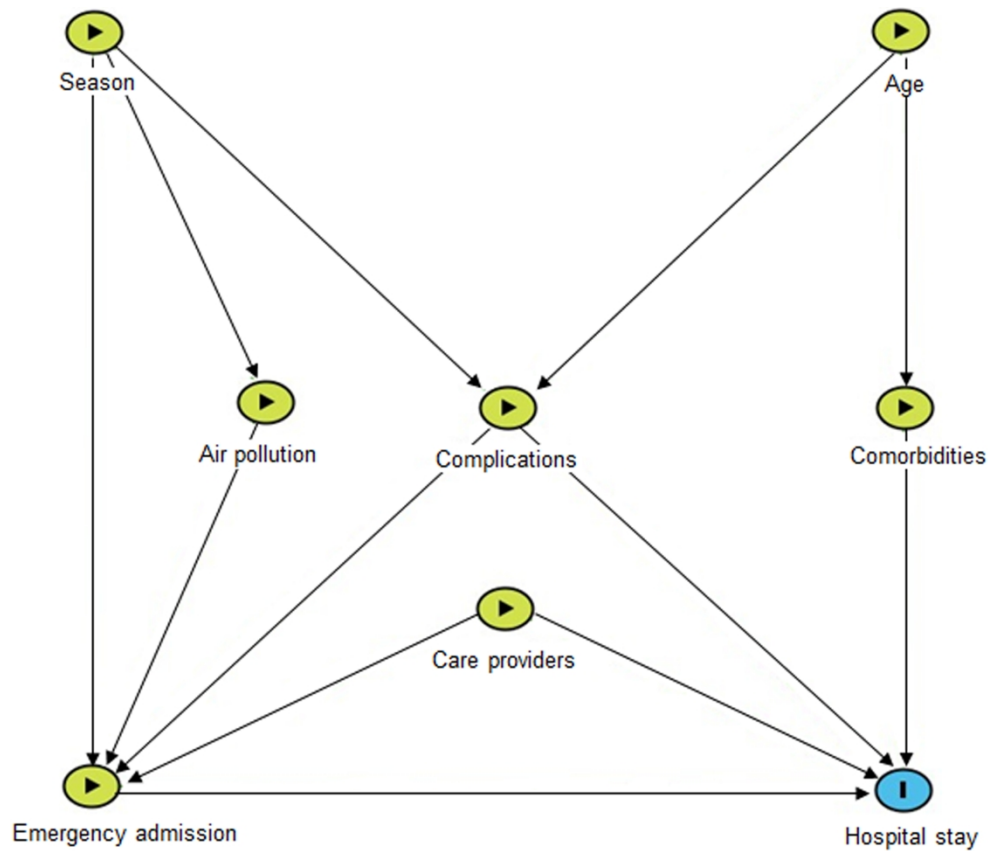 Season
Age
Air pollution
Complications
Comorbidities
Care providers
Emergency admission
Hospital stay